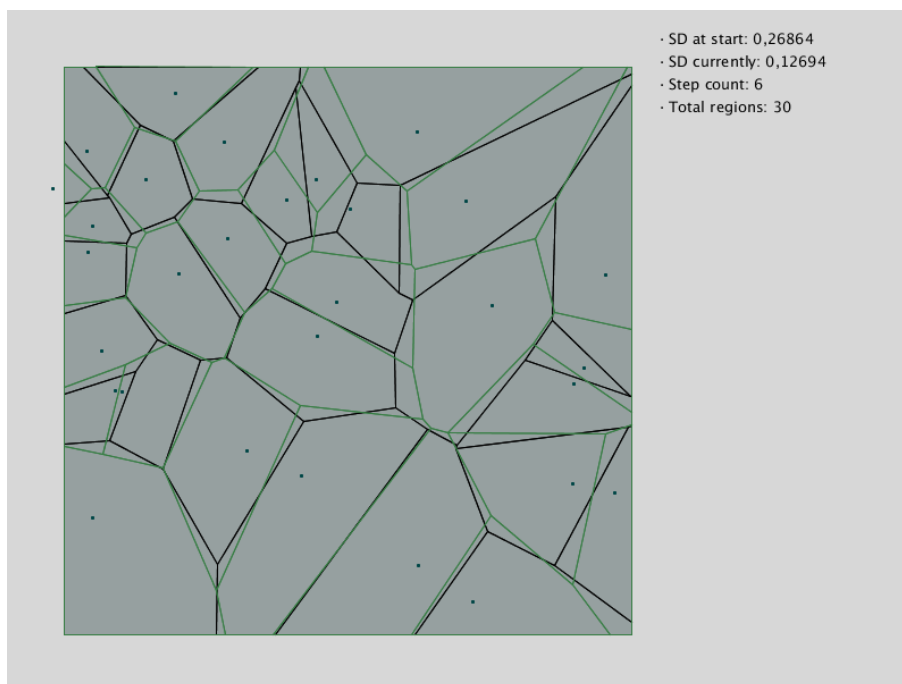 · SD at start: 0,26864
· SD currently: 0,12694
· Step count: 6
· Total regions: 30